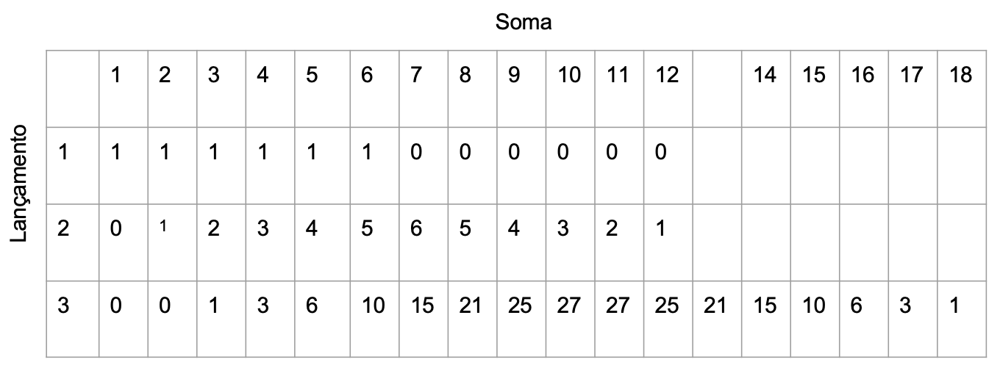 Soma
1 2 3 4 5 6 7 8 9 10 11 12 14 15 16 17 18
Lançamento
1 1 1 1 1 1 1 0 0 0 0 0 0
2 0 1 2 3 4 5 6 5 4 3 2 1
3 0 0 1 3 6 10 15 21 25 27 27 25 21 15 10 6 3 1